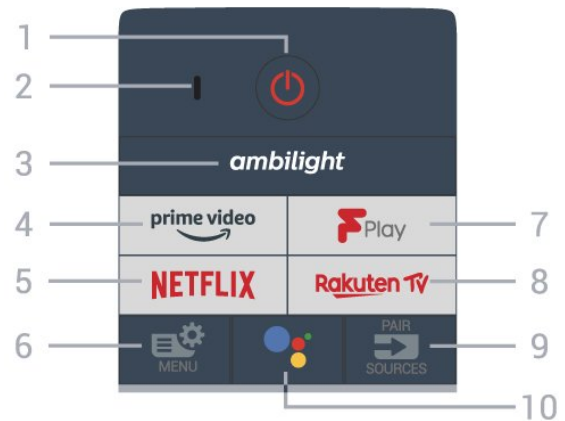 1
2
3
ambilight
4
prime video
FPlay
7
5
NETFLIX
Rakuten TV
8
6
MENU
PAIR
SOURCES
9
10